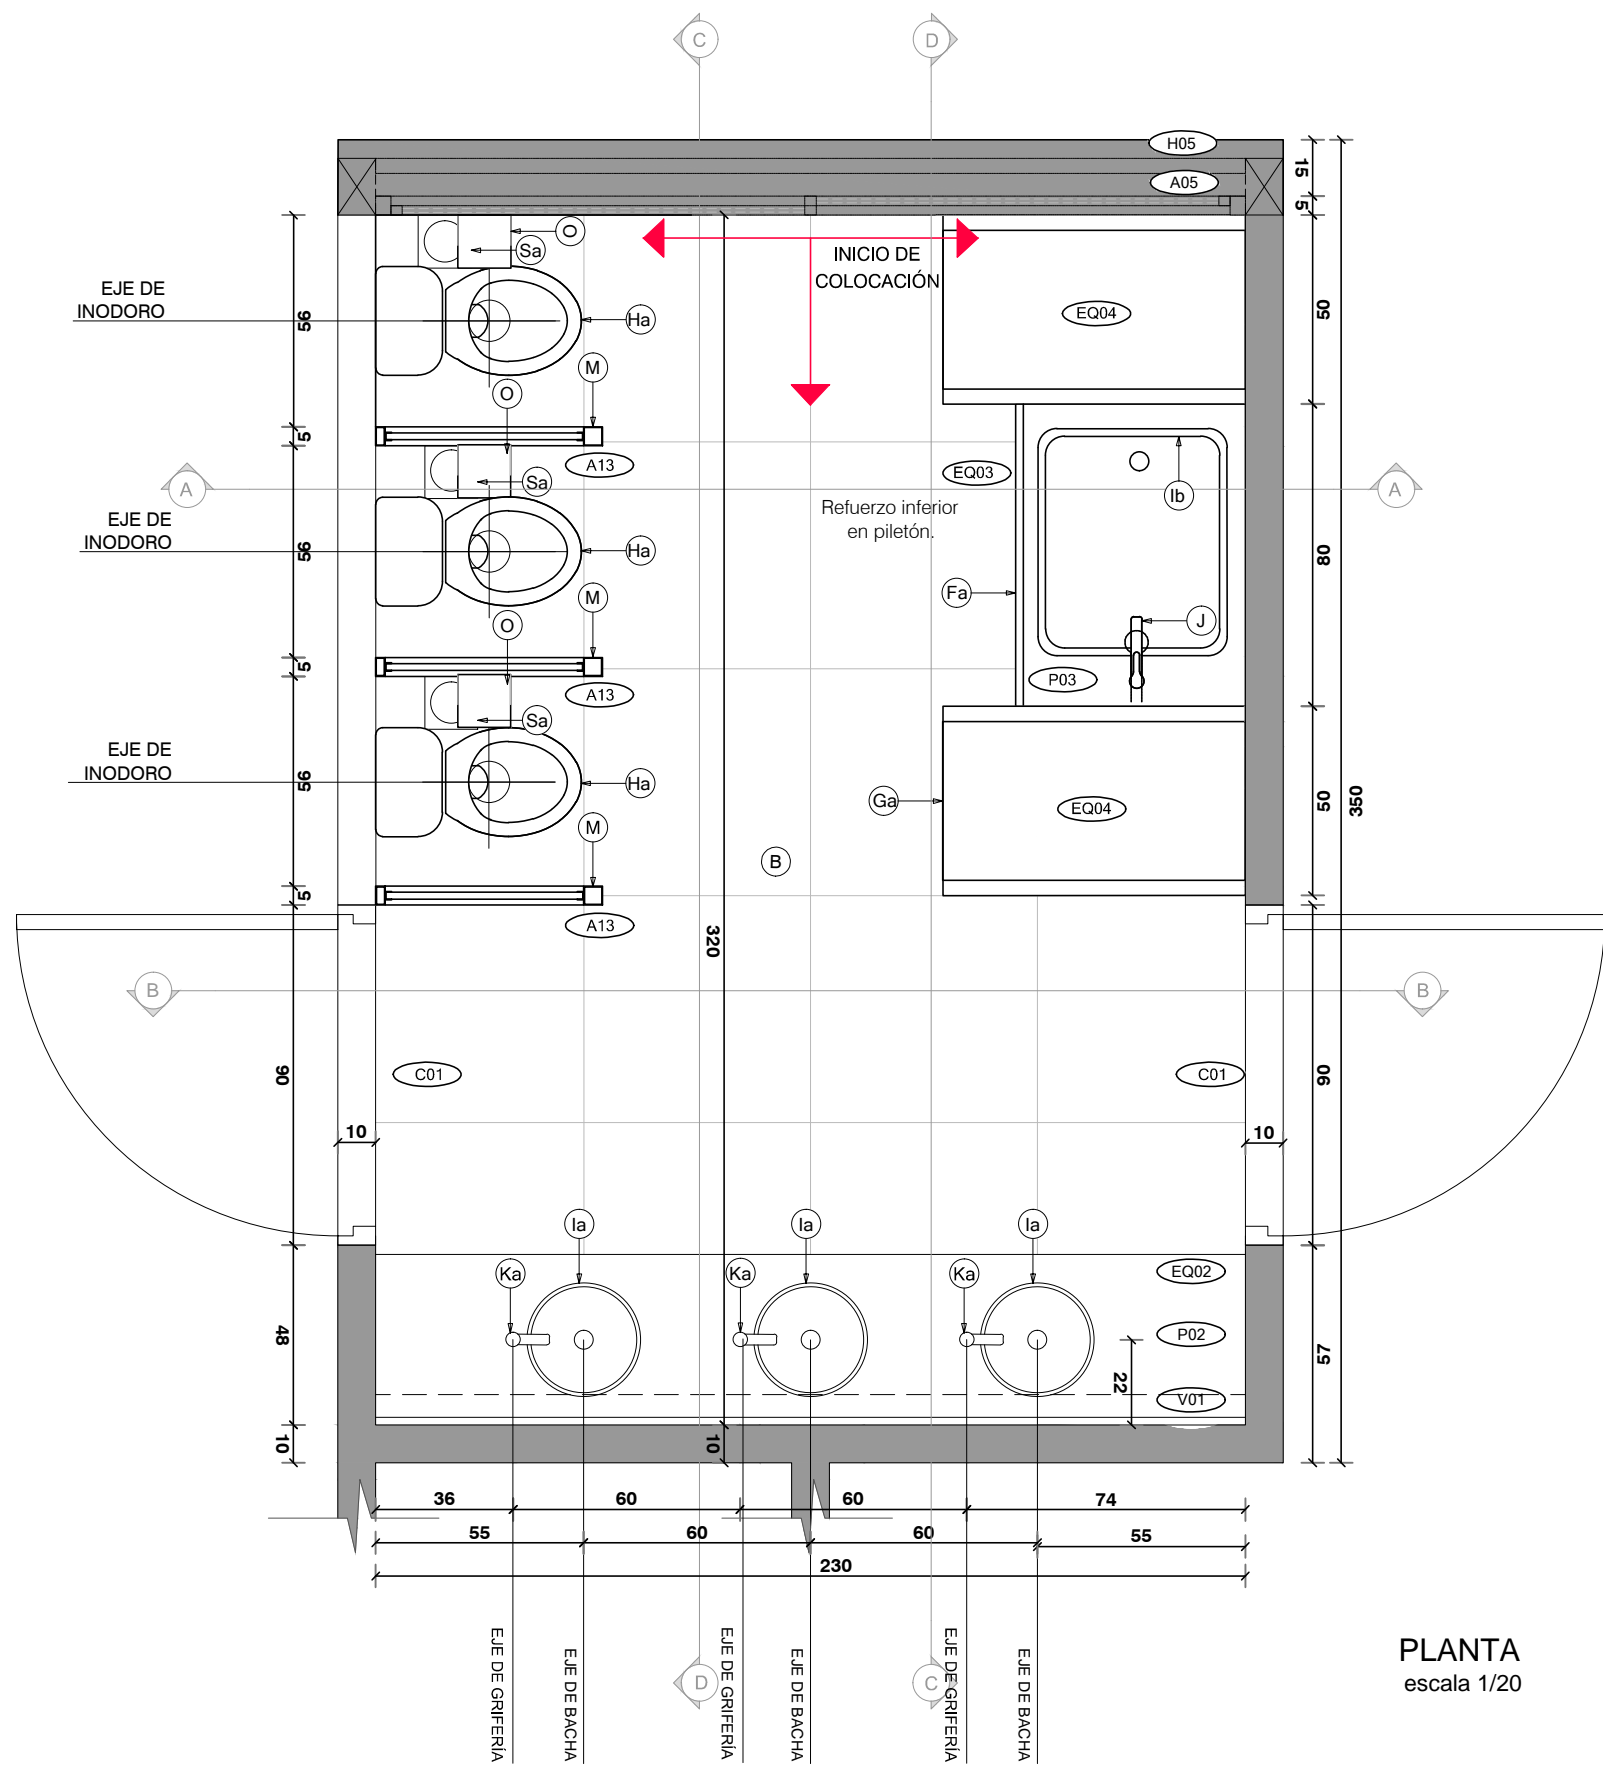 C
D
H05
A05
15
5
O
Sa
INICIO DE
COLOCACIÓN
EJE DE
INODORO
56
Ha
EQ04
50
M
O
5
A13
EQ03
A
Sa
Ib
A
Refuerzo inferior
en piletón.
EJE DE
INODORO
56
Ha
80
Fa
M
O
J
5
A13
P03
Sa
EJE DE
INODORO
56
Ha
Ga
EQ04
50
350
M
B
5
A13
320
B
B
90
C01
C01
90
10
10
Ia
Ia
Ia
Ka
Ka
Ka
EQ02
48
P02
57
22
V01
10
10
36
60
60
74
55
60
60
55
230
EJE DE GRIFERÍA
EJE DE BACHA
EJE DE GRIFERÍA
EJE DE BACHA
EJE DE GRIFERÍA
EJE DE BACHA
D
C
PLANTA
escala 1/20